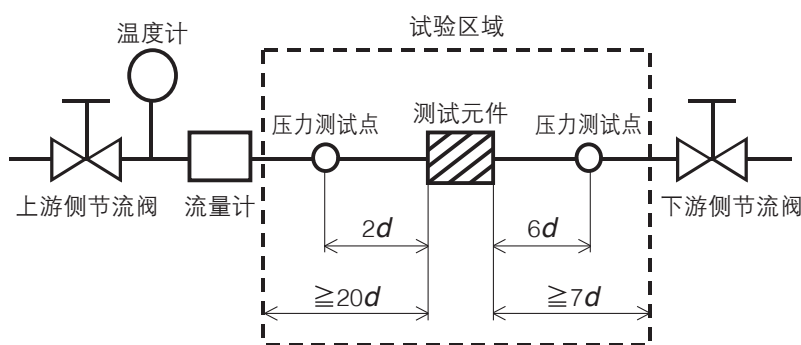 试验区域
温度计
压力测试点
测试元件
压力测试点
上游侧节流阀
流量计
下游侧节流阀
2d
6d
≧20d
≧7d